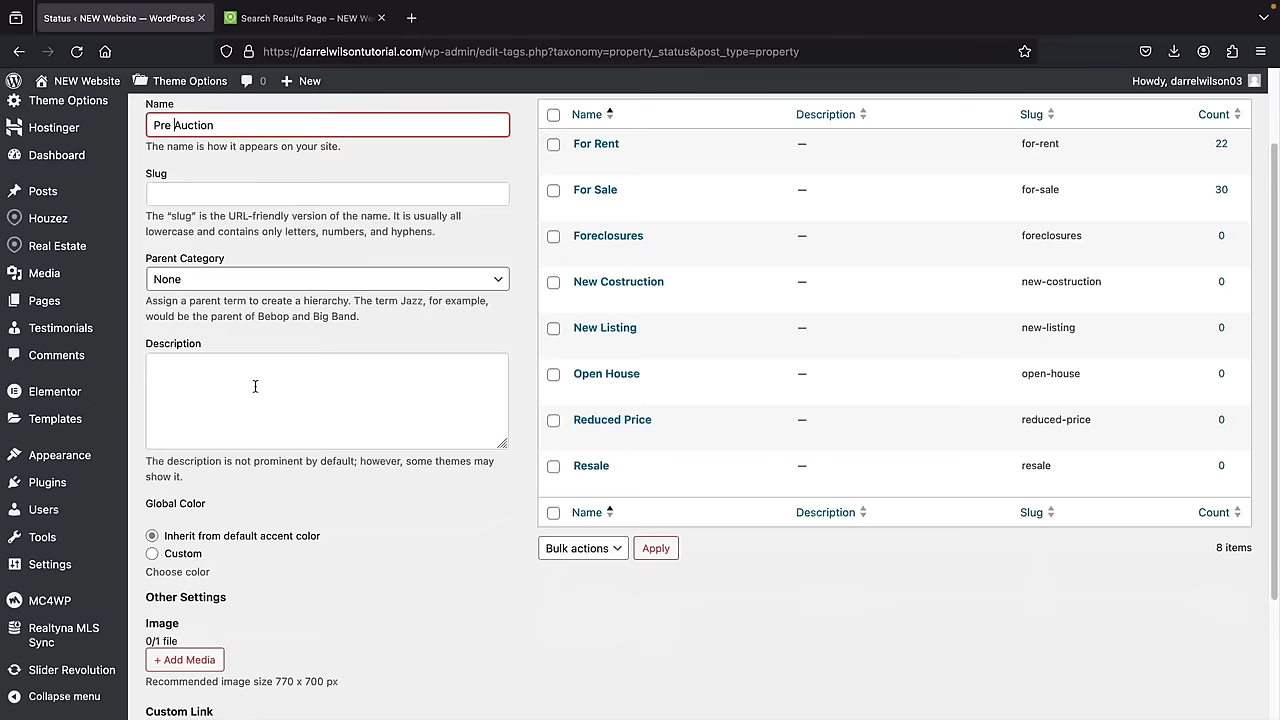 Status ‹ NEW Website — WordPress
Search Results Page – NEW We
https://darrelwilsontutorial.com/wp-admin/edit-tags.php?taxonomy=property_status&post_type=property
NEW Website
Theme Options
0
New
Howdy, darrelwilson03
Theme Options
Hostinger
Dashboard
Posts
Houzez
Real Estate
Media
Pages
Testimonials
Comments
Elementor
Templates
Appearance
Plugins
Users
Tools
Settings
MC4WP
Realtyna MLS
Sync
Slider Revolution
Collapse menu
Name
Pre Auction
The name is how it appears on your site.
Slug
The “slug” is the URL-friendly version of the name. It is usually all
lowercase and contains only letters, numbers, and hyphens.
Parent Category
None
Assign a parent term to create a hierarchy. The term Jazz, for example,
would be the parent of Bebop and Big Band.
Description
The description is not prominent by default; however, some themes may
show it.
Global Color
Inherit from default accent color
Custom
Choose color
Other Settings
Image
0/1 file
+ Add Media
Recommended image size 770 x 700 px
Custom Link
Name Description Slug Count
For Rent — for-rent 22
For Sale — for-sale 30
Foreclosures — foreclosures 0
New Costruction — new-costruction 0
New Listing — new-listing 0
Open House — open-house 0
Reduced Price — reduced-price 0
Resale — resale 0
Name Description Slug Count
Bulk actions Apply 8 items